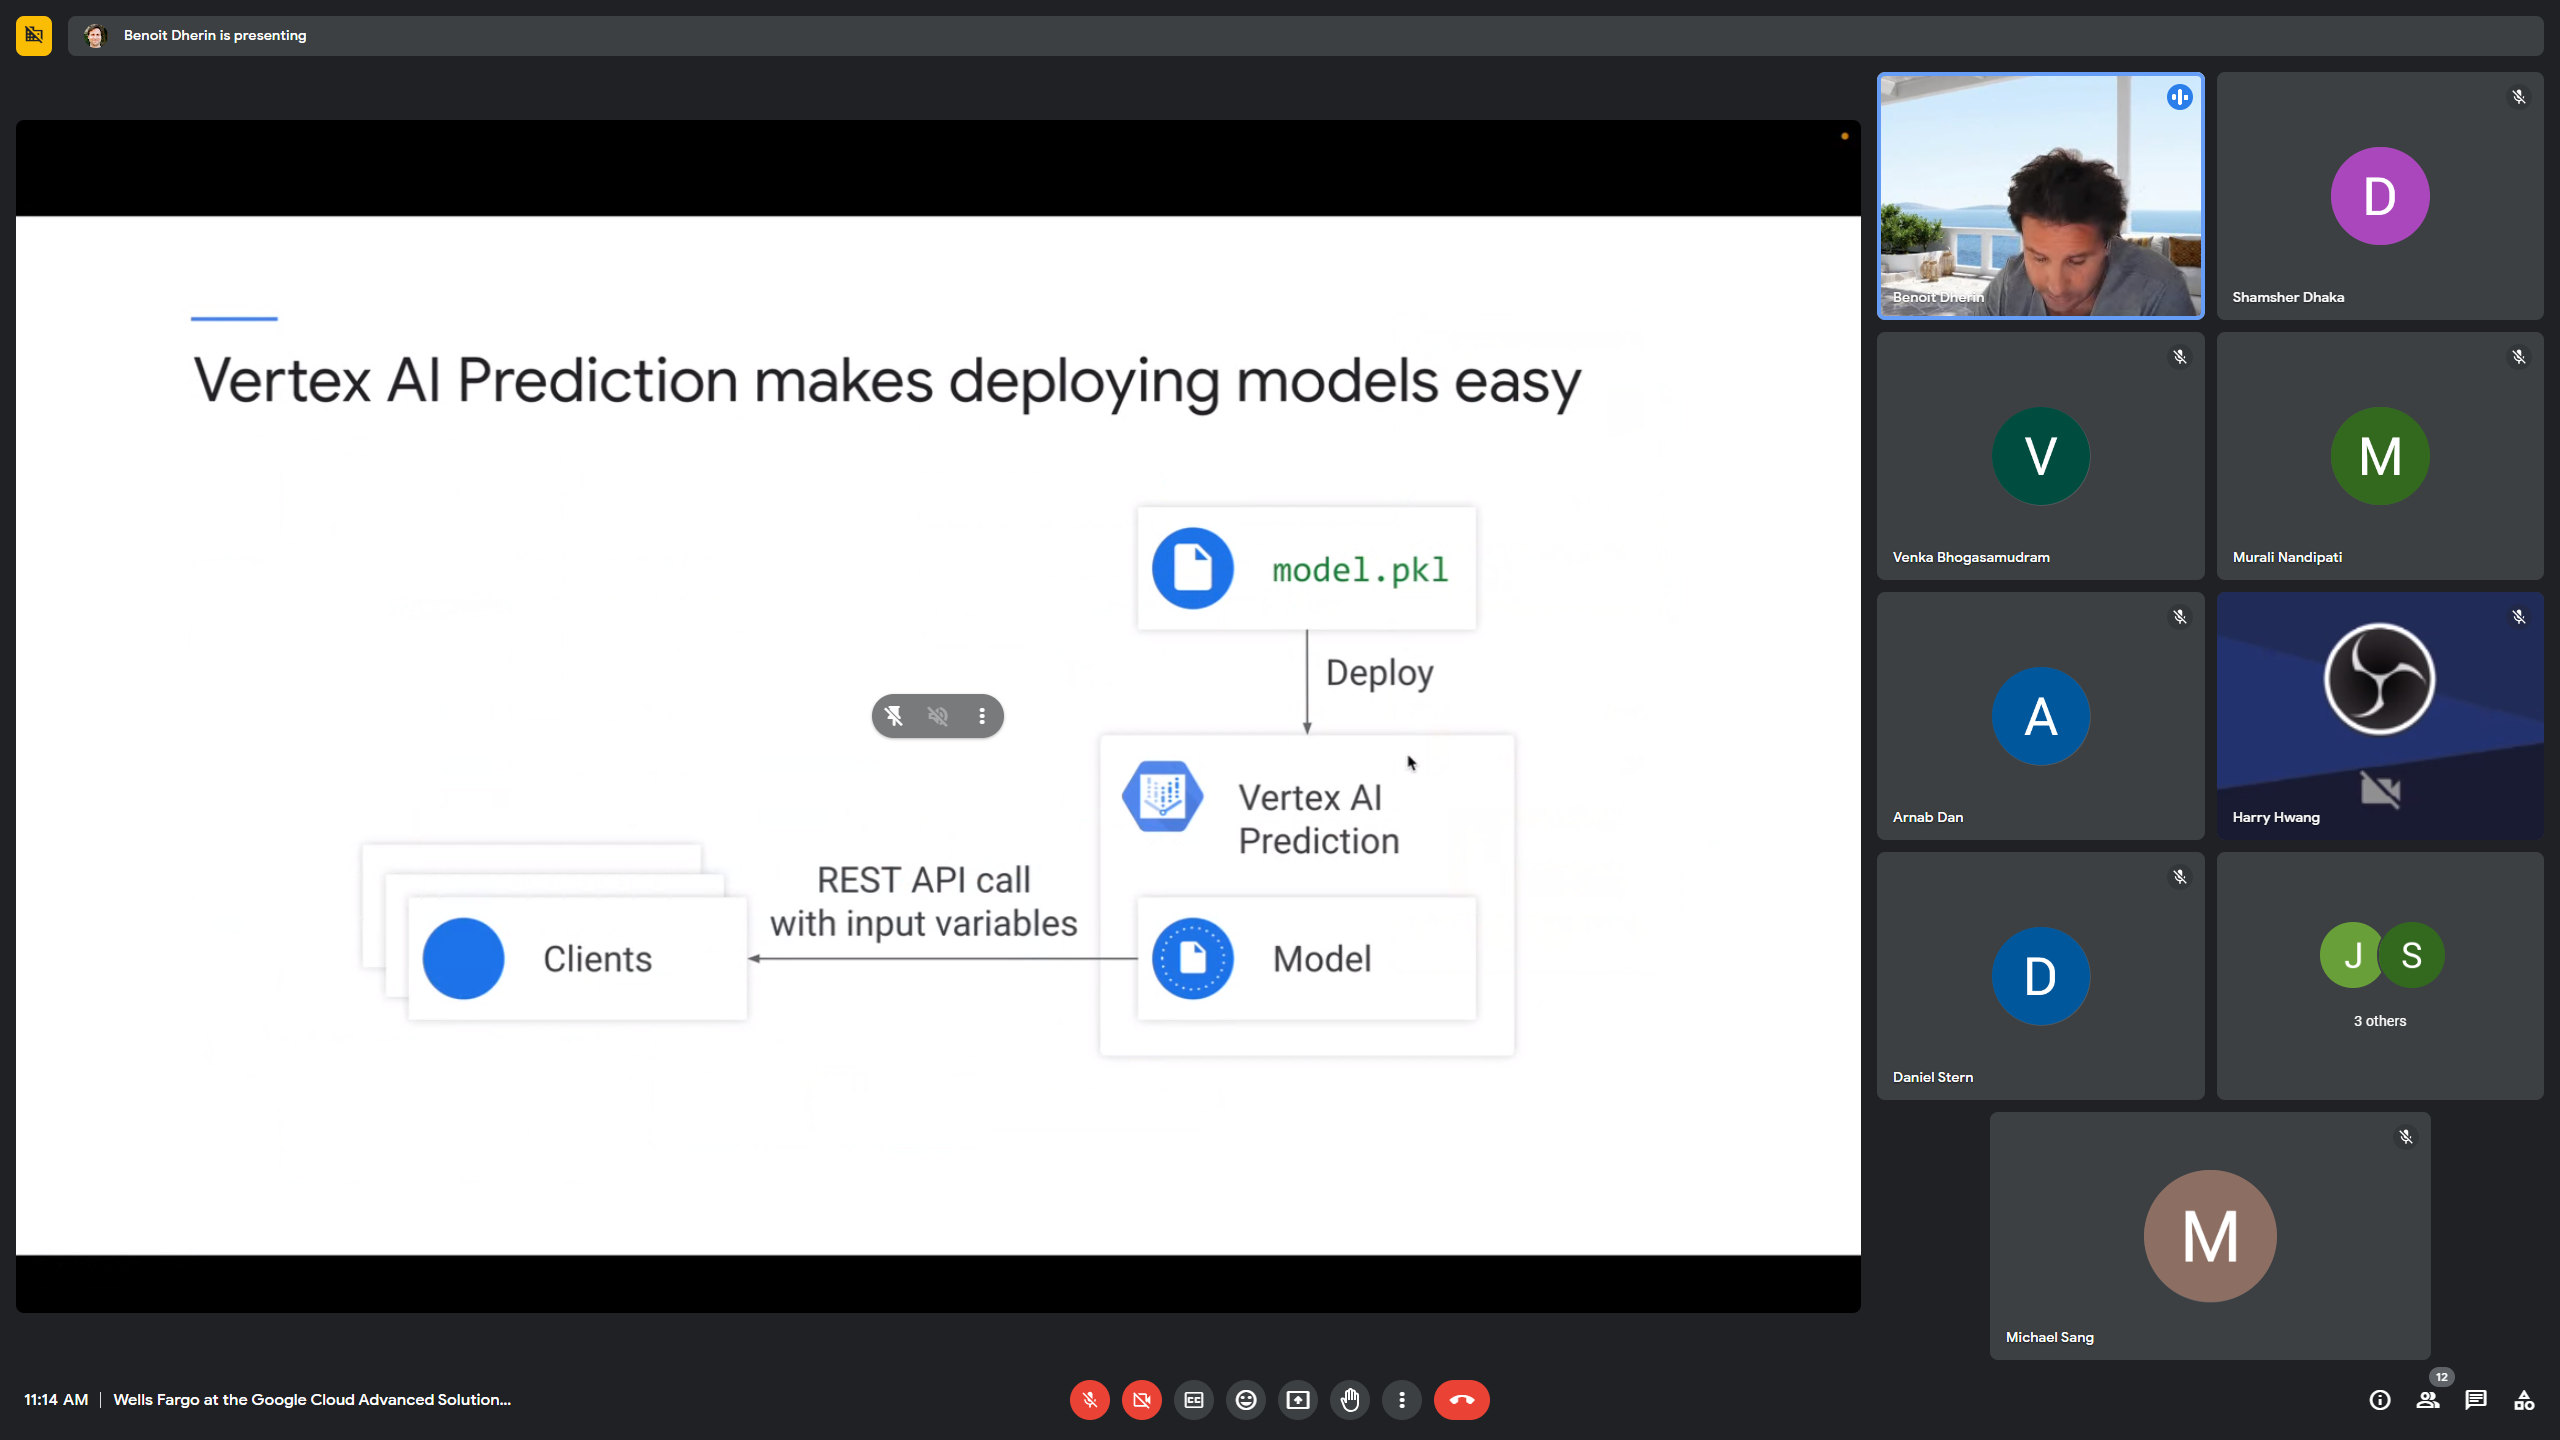 Benoit Dherin is presenting
Vertex AI Prediction makes deploying models easy
model.pkl
Deploy
Vertex AI
Prediction
REST API call
with input variables
Clients
Model
Benoit Dherin
D
Shamsher Dhaka
V
Venka Bhogasamudram
M
Murali Nandipati
A
Arnab Dan
Harry Hwang
D
Daniel Stern
J
S
3 others
M
Michael Sang
11:14 AM | Wells Fargo at the Google Cloud Advanced Solution...
CC
12